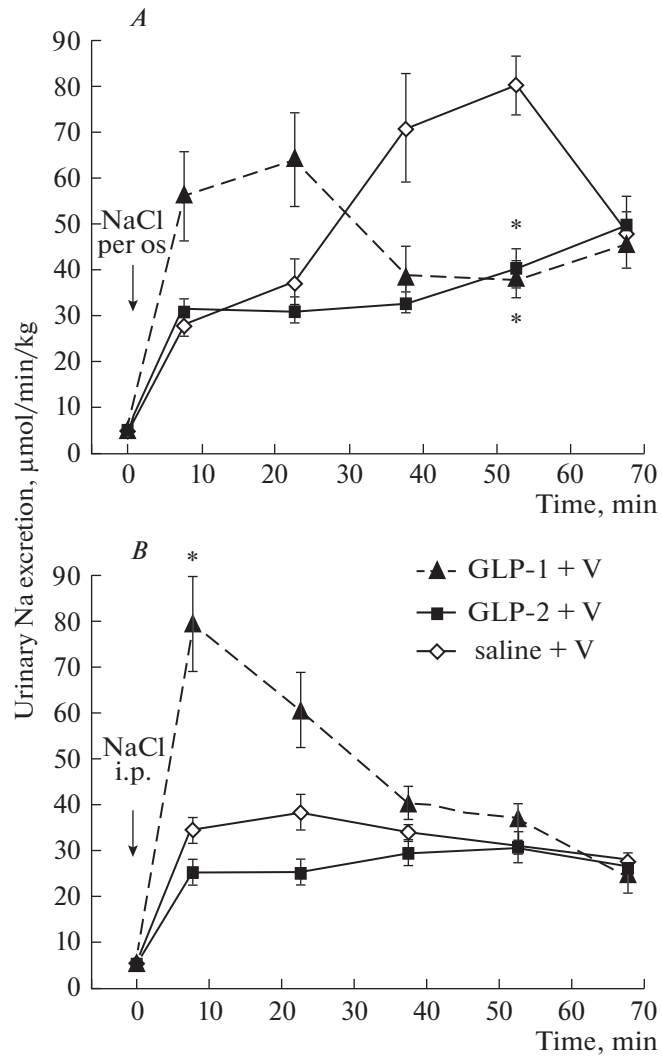 A
90
80
70
60
50
40
30
20
10
0
NaCl
per os
*
*
0 10 20 30 40 50 60 70
Time, min
Urinary Na excretion, µmol/min/kg
B
90
80
70
60
50
40
30
20
10
0
*
NaCl
i.p.
GLP-1 + V
GLP-2 + V
saline + V
0 10 20 30 40 50 60 70
Time, min